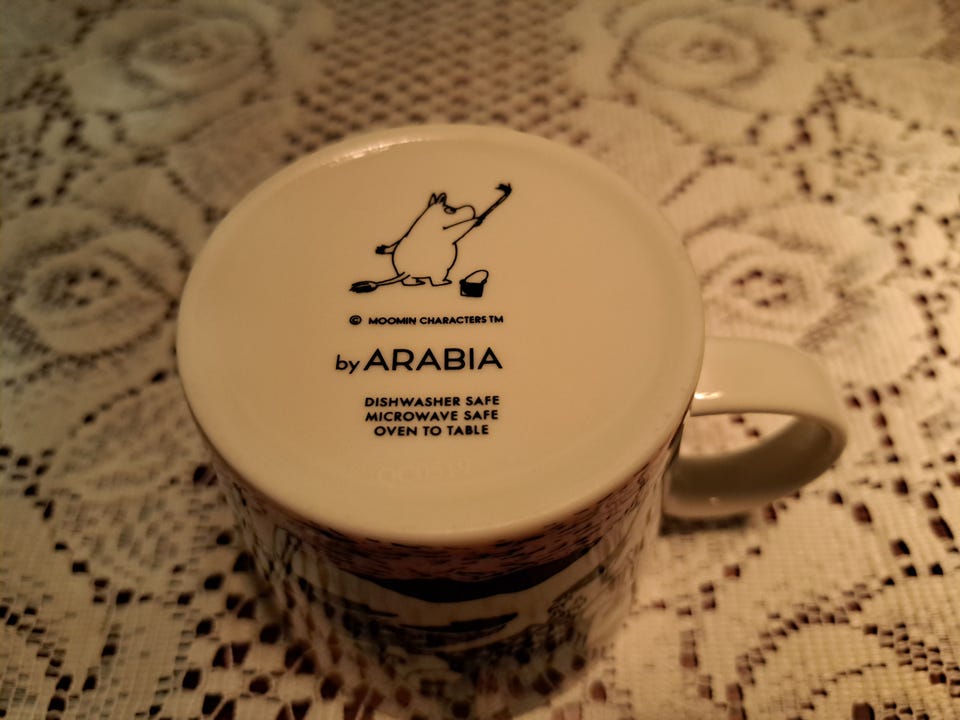 © MOOMIN CHARACTERS TM
by ARABIA
DISHWASHER SAFE
MICROWAVE SAFE
OVEN TO TABLE